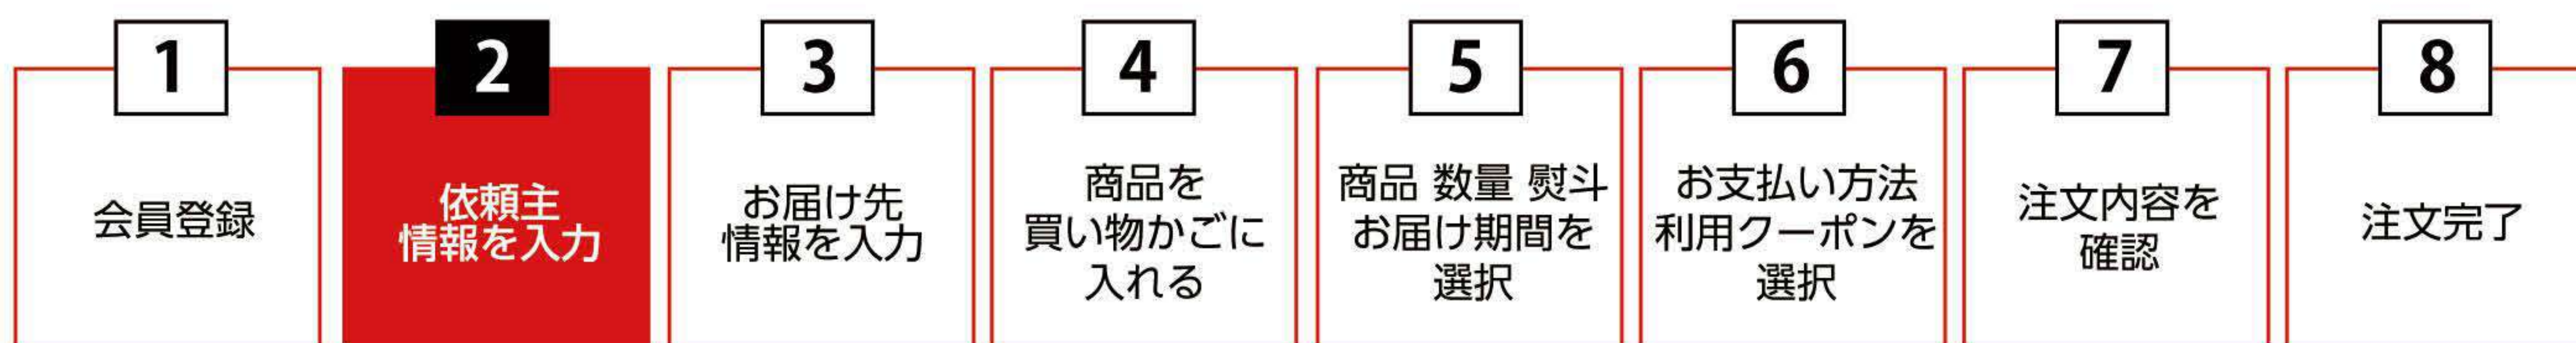 1
会員登録
2
依頼主
情報を入力
3
お届け先
情報を入力
4
商品を
買い物かごに
入れる
5
商品 数量 熨斗
お届け期間を
選択
6
お支払い方法
利用クーポンを
選択
7
注文内容を
確認
8
注文完了